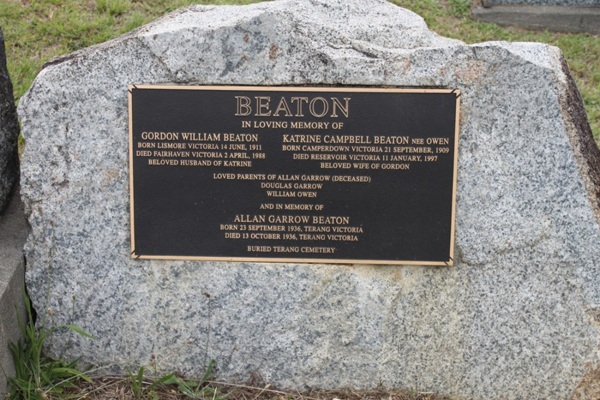 BEATON
IN LOVING MEMORY OF
GORDON WILLIAM BEATON
BORN LISMORE VICTORIA 14 JUNE, 1911
DIED FAIRHAVEN VICTORIA 2 APRIL, 1988
BELOVED HUSBAND OF KATRINE
KATRINE CAMPBELL BEATON NEE OWEN
BORN CAMPERDOWN VICTORIA 21 SEPTEMBER, 1909
DIED RESERVOIR VICTORIA 11 JANUARY, 1997
BELOVED WIFE OF GORDON
LOVED PARENTS OF ALLAN GARROW (DECEASED)
DOUGLAS GARROW
WILLIAM OWEN
AND IN MEMORY OF
ALLAN GARROW BEATON
BORN 23 SEPTEMBER 1936, TERANG VICTORIA
DIED 13 OCTOBER 1936, TERANG VICTORIA
BURIED TERANG CEMETERY